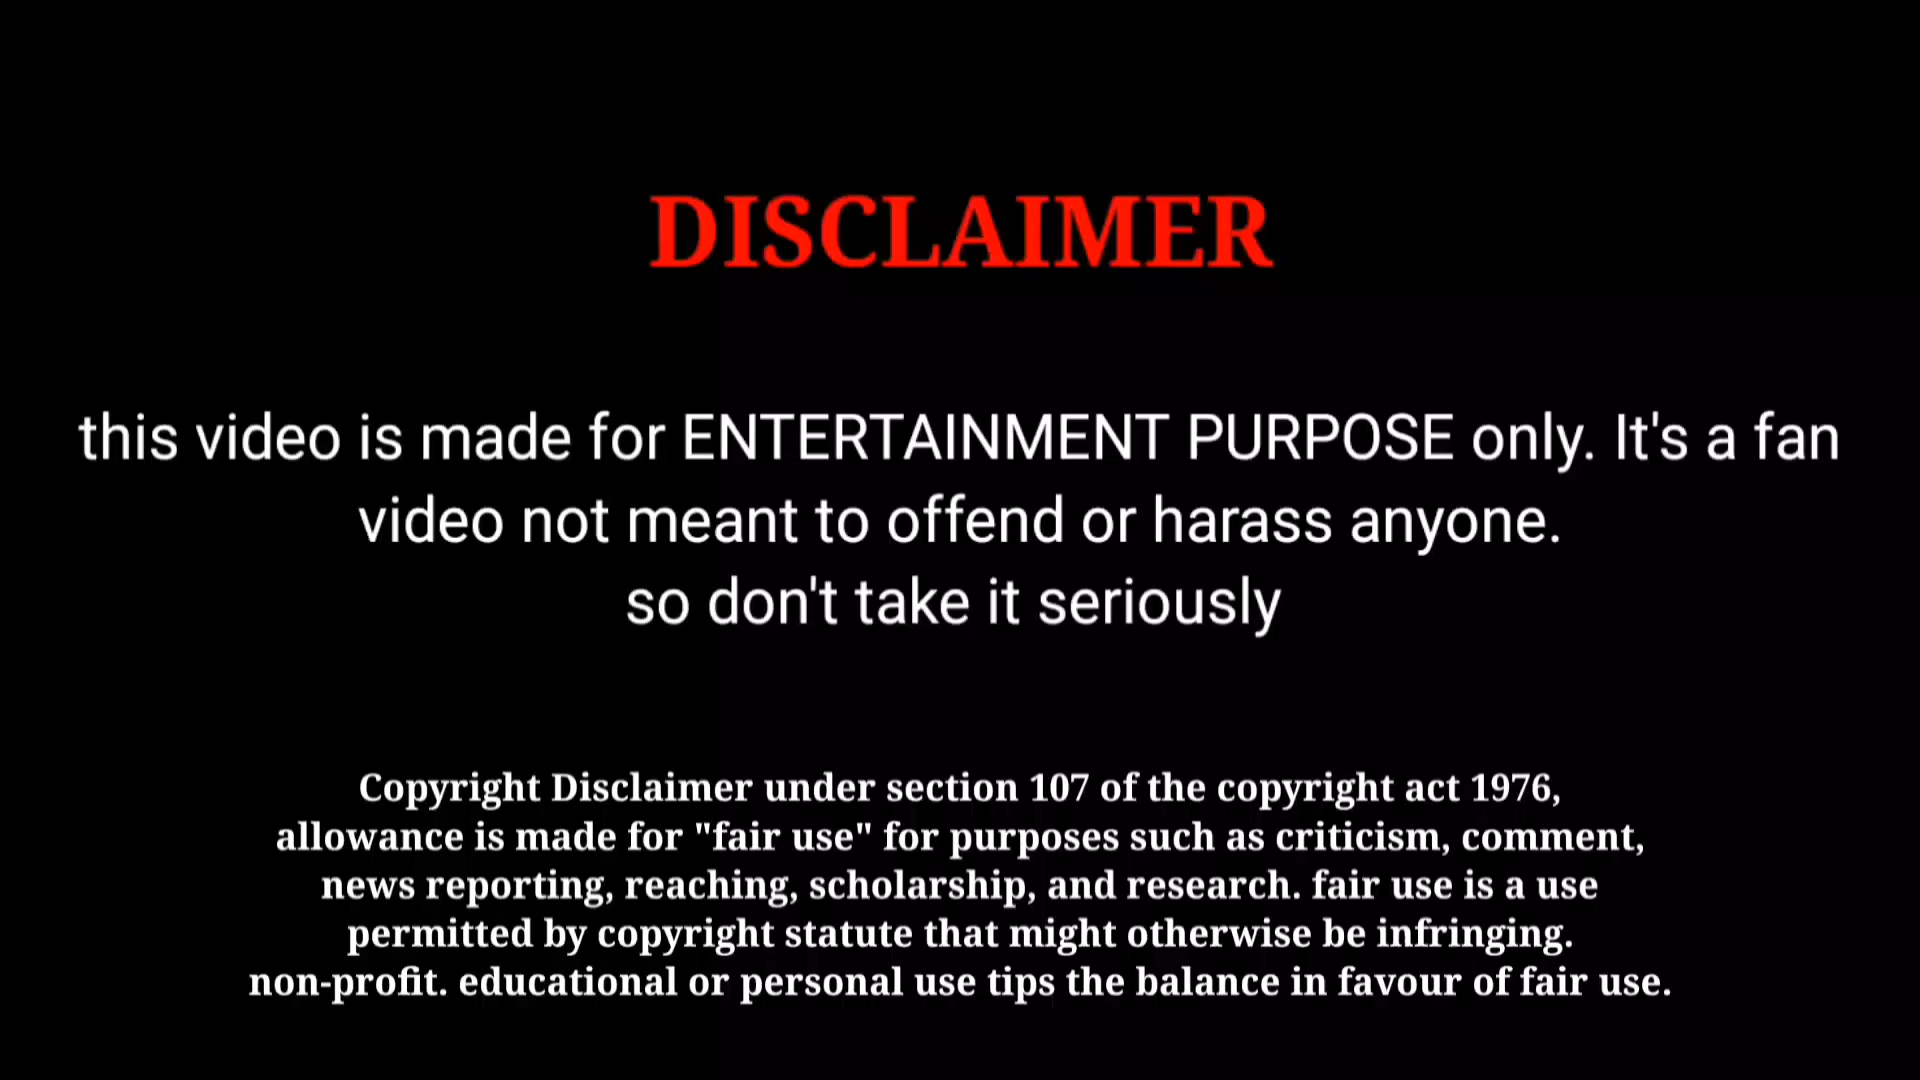 DISCLAIMER
this video is made for ENTERTAINMENT PURPOSE only. It's a fan
video not meant to offend or harass anyone.
so don't take it seriously
Copyright Disclaimer under section 107 of the copyright act 1976,
allowance is made for "fair use" for purposes such as criticism, comment,
news reporting, reaching, scholarship, and research. fair use is a use
permitted by copyright statute that might otherwise be infringing.
non-profit. educational or personal use tips the balance in favour of fair use.